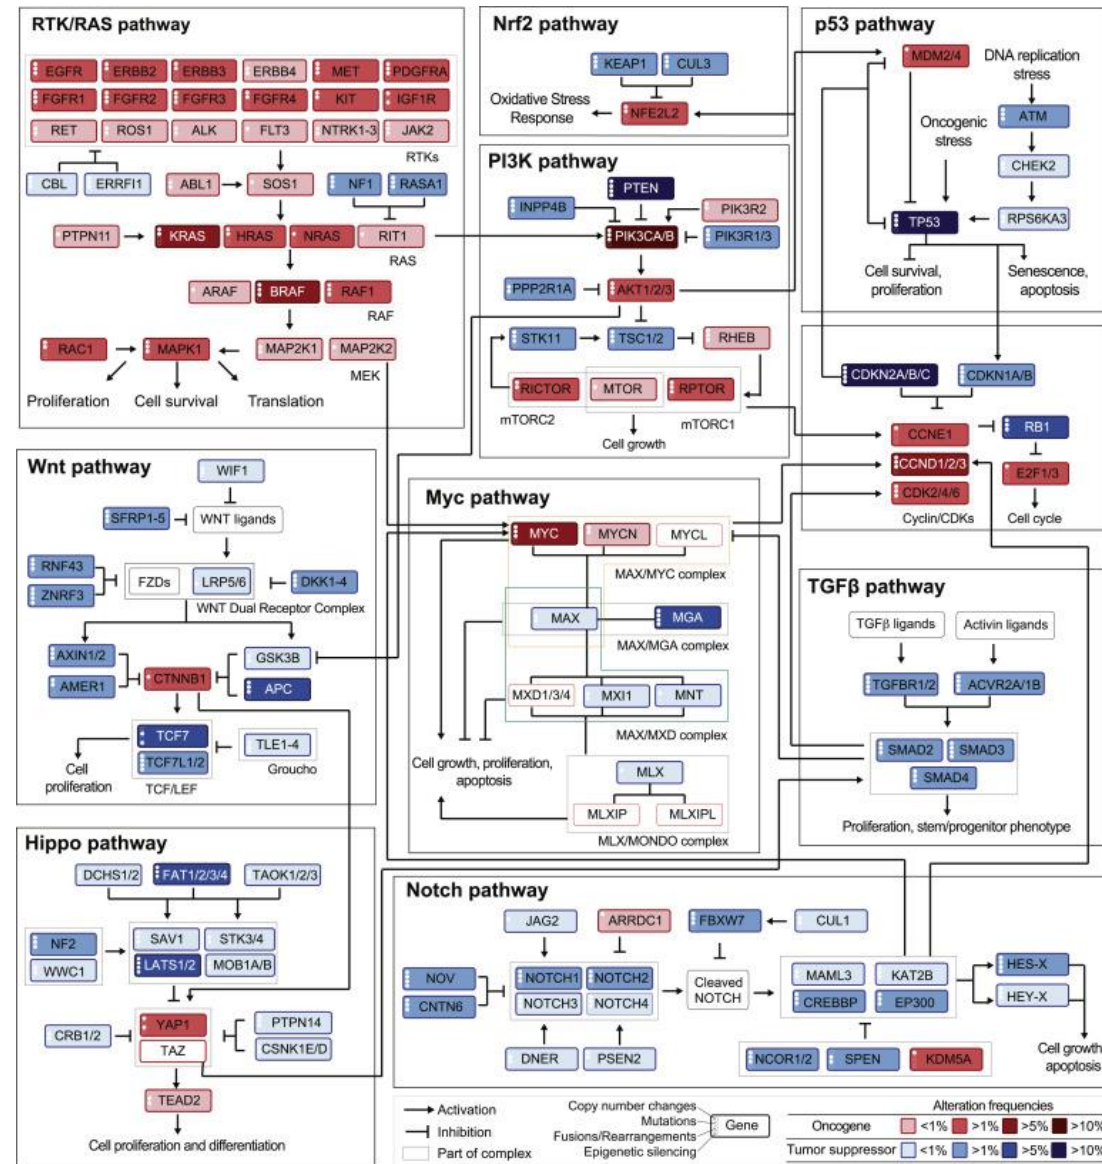 RTK/RAS pathway
EGFR ERBB2 ERBB3 ERBB4 MET PDGFRA
FGFR1 FGFR2 FGFR3 FGFR4 KIT IGF1R
RET ROS1 ALK FLT3 NTRK1-3 JAK2
RTKs
CBL ERRFI1 ABL1 SOS1 NF1 RASA1
PTPN11 KRAS HRAS NRAS RIT1
RAS
ARAF BRAF RAF1
RAF
RAC1 MAPK1 MAP2K1 MAP2K2
MEK
Proliferation Cell survival Translation
Nrf2 pathway
KEAP1 CUL3
Oxidative Stress
Response
NFE2L2
PI3K pathway
PTEN
INPP4B PIK3R2
PIK3CA/B PIK3R1/3
PPP2R1A AKT1/2/3
STK11 TSC1/2 RHEB
RICTOR MTOR RPTOR
mTORC2 mTORC1
Cell growth
p53 pathway
MDM2/4
DNA replication
stress
ATM
Oncogenic
stress
CHEK2
TP53 RPS6KA3
Cell survival,
proliferation
Senescence,
apoptosis
CDKN2A/B/C CDKN1A/B
CCNE1 RB1
CCND1/2/3 E2F1/3
CDK2/4/6
Cyclin/CDKs Cell cycle
Wnt pathway
WIF1
SFRP1-5 WNT ligands
RNF43
ZNRF3
FZDs LRP5/6 DKK1-4
WNT Dual Receptor Complex
AXIN1/2 GSK3B
AMER1 CTNNB1 APC
TCF7
TCF7L1/2
TLE1-4
Groucho
Cell
proliferation
TCF/LEF
Myc pathway
MYC MYCN MYCL
MAX/MYC complex
MAX MGA
MAX/MGA complex
MXD1/3/4 MXI1 MNT
MAX/MXD complex
Cell growth, proliferation,
apoptosis
MLX
MLXIP MLXIPL
MLX/MONDO complex
TGFβ pathway
TGFβ ligands Activin ligands
TGFBR1/2 ACVR2A/1B
SMAD2 SMAD3
SMAD4
Proliferation, stem/progenitor phenotype
Hippo pathway
DCHS1/2 FAT1/2/3/4 TAOK1/2/3
NF2 SAV1 STK3/4
WWC1 LATS1/2 MOB1A/B
CRB1/2 YAP1 PTPN14
TAZ CSNK1E/D
TEAD2
Cell proliferation and differentiation
Notch pathway
JAG2 ARRDC1 FBXW7 CUL1
NOV NOTCH1 NOTCH2
CNTN6 NOTCH3 NOTCH4
Cleaved
NOTCH
MAML3 KAT2B HES-X
CREBBP EP300 HEY-X
DNER PSEN2
NCOR1/2 SPEN KDM5A
Cell growth,
apoptosis
Activation
Inhibition
Part of complex
Copy number changes
Mutations
Fusions/Rearrangements
Epigenetic silencing
Gene
Alteration frequencies
Oncogene <1% >1% >5% >10%
Tumor suppressor <1% >1% >5% >10%